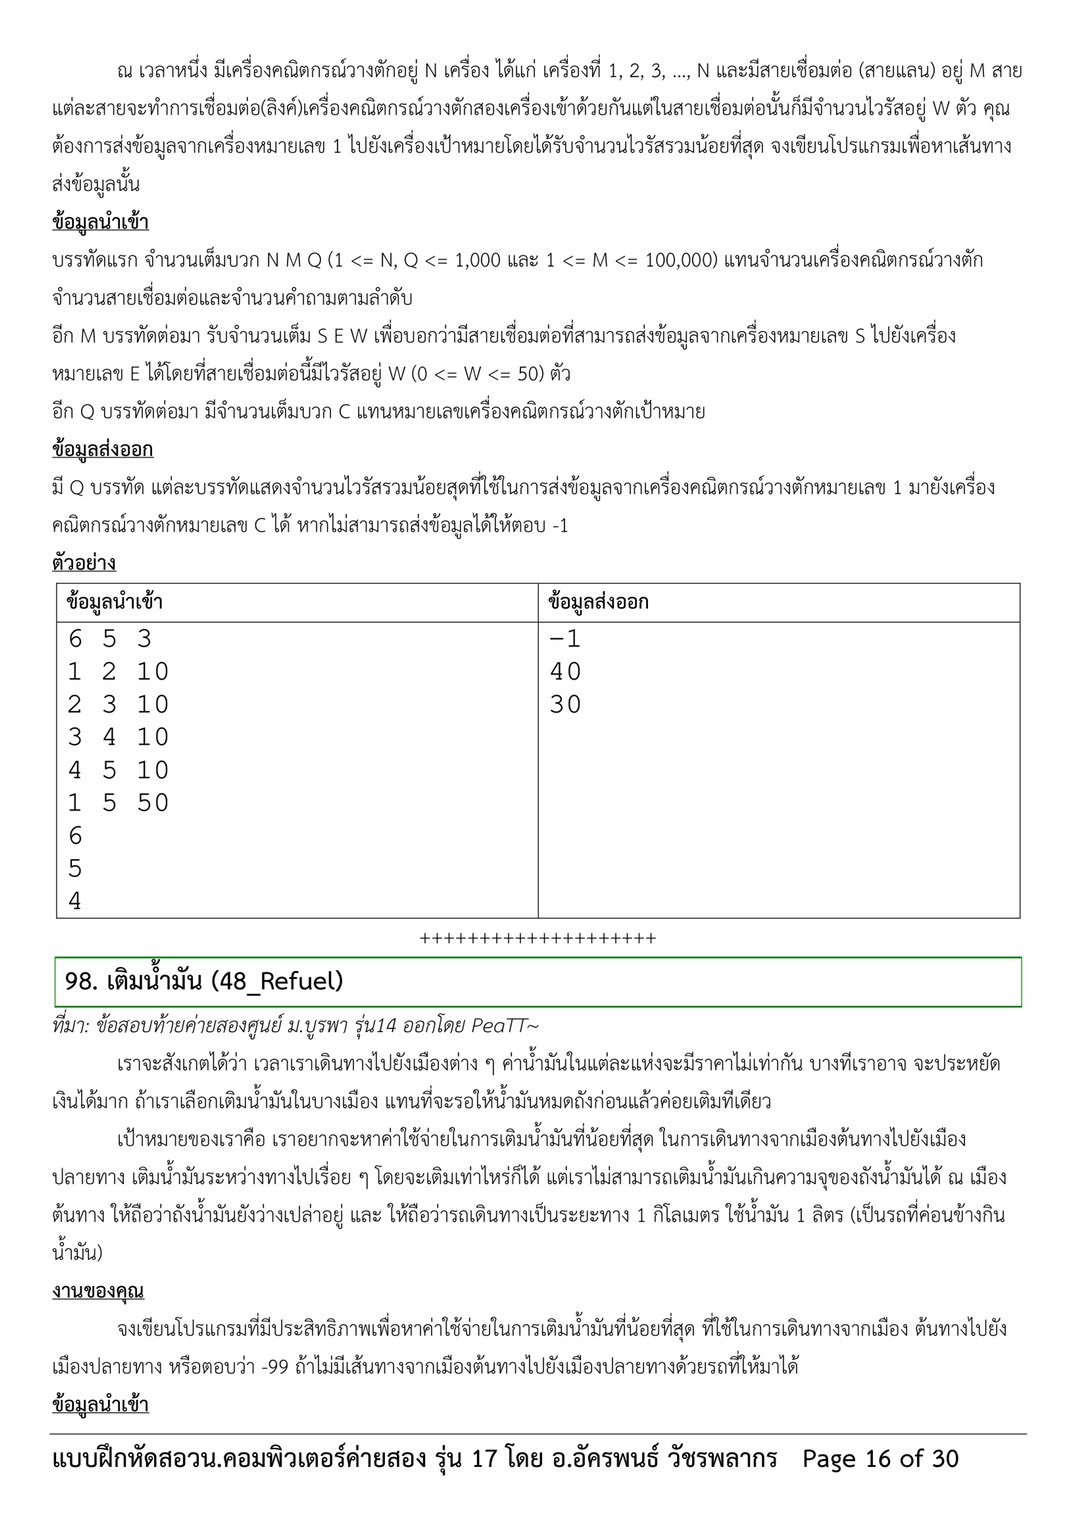 ณ เวลาหนึ่ง มีเครื่องคณิตกรณ์วางตักอยู่ N เครื่อง ได้แก่ เครื่องที่ 1, 2, 3, ..., N และมีสายเชื่อมต่อ (สายแลน) อยู่ M สาย
แต่ละสายจะทำการเชื่อมต่อ(ลิงค์)เครื่องคณิตกรณ์วางตักสองเครื่องเข้าด้วยกันแต่ในสายเชื่อมต่อนั้นก็มีจำนวนไวรัสอยู่ W ตัว คุณ
ต้องการส่งข้อมูลจากเครื่องหมายเลข 1 ไปยังเครื่องเป้าหมายโดยได้รับจำนวนไวรัสรวมน้อยที่สุด จงเขียนโปรแกรมเพื่อหาเส้นทาง
ส่งข้อมูลนั้น
ข้อมูลนำเข้า
บรรทัดแรก จำนวนเต็มบวก N M Q (1 <= N, Q <= 1,000 และ 1 <= M <= 100,000) แทนจำนวนเครื่องคณิตกรณ์วางตัก
จำนวนสายเชื่อมต่อและจำนวนคำถามตามลำดับ
อีก M บรรทัดต่อมา รับจำนวนเต็ม S E W เพื่อบอกว่ามีสายเชื่อมต่อที่สามารถส่งข้อมูลจากเครื่องหมายเลข S ไปยังเครื่อง
หมายเลข E ได้โดยที่สายเชื่อมต่อนี้มีไวรัสอยู่ W (0 <= W <= 50) ตัว
อีก Q บรรทัดต่อมา มีจำนวนเต็มบวก C แทนหมายเลขเครื่องคณิตกรณ์วางตักเป้าหมาย
ข้อมูลส่งออก
มี Q บรรทัด แต่ละบรรทัดแสดงจำนวนไวรัสรวมน้อยสุดที่ใช้ในการส่งข้อมูลจากเครื่องคณิตกรณ์วางตักหมายเลข 1 มายังเครื่อง
คณิตกรณ์วางตักหมายเลข C ได้ หากไม่สามารถส่งข้อมูลได้ให้ตอบ -1
ตัวอย่าง
ข้อมูลนำเข้า ข้อมูลส่งออก
6 5 3 -1
1 2 10 40
2 3 10 30
3 4 10
4 5 10
1 5 50
6
5
4
++++++++++++++++++++
98. เติมน้ำมัน (48_Refuel)
ที่มา: ข้อสอบท้ายค่ายสองศูนย์ ม.บูรพา รุ่น14 ออกโดย PeaTT~
เราจะสังเกตได้ว่า เวลาเราเดินทางไปยังเมืองต่าง ๆ ค่าน้ำมันในแต่ละแห่งจะมีราคาไม่เท่ากัน บางทีเราอาจ จะประหยัด
เงินได้มาก ถ้าเราเลือกเติมน้ำมันในบางเมือง แทนที่จะรอให้น้ำมันหมดถังก่อนแล้วค่อยเติมทีเดียว
เป้าหมายของเราคือ เราอยากจะหาค่าใช้จ่ายในการเติมน้ำมันที่น้อยที่สุด ในการเดินทางจากเมืองต้นทางไปยังเมือง
ปลายทาง เติมน้ำมันระหว่างทางไปเรื่อย ๆ โดยจะเติมเท่าไหร่ก็ได้ แต่เราไม่สามารถเติมน้ำมันเกินความจุของถังน้ำมันได้ ณ เมือง
ต้นทาง ให้ถือว่าถังน้ำมันยังว่างเปล่าอยู่ และ ให้ถือว่ารถเดินทางเป็นระยะทาง 1 กิโลเมตร ใช้น้ำมัน 1 ลิตร (เป็นรถที่ค่อนข้างกิน
น้ำมัน)
งานของคุณ
จงเขียนโปรแกรมที่มีประสิทธิภาพเพื่อหาค่าใช้จ่ายในการเติมน้ำมันที่น้อยที่สุด ที่ใช้ในการเดินทางจากเมือง ต้นทางไปยัง
เมืองปลายทาง หรือตอบว่า -99 ถ้าไม่มีเส้นทางจากเมืองต้นทางไปยังเมืองปลายทางด้วยรถที่ให้มาได้
ข้อมูลนำเข้า
แบบฝึกหัดสอวน.คอมพิวเตอร์ค่ายสอง รุ่น 17 โดย อ.อัครพนธ์ วัชรพลากร Page 16 of 30